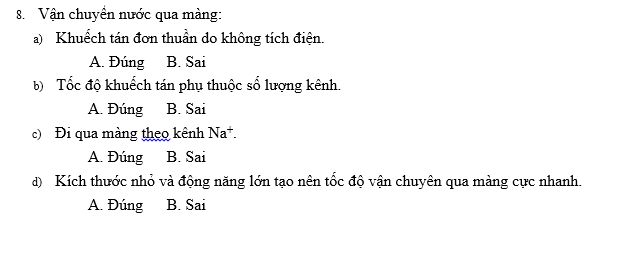 8. Vận chuyển nước qua màng:
a) Khuếch tán đơn thuần do không tích điện.
A. Đúng B. Sai
b) Tốc độ khuếch tán phụ thuộc số lượng kênh.
A. Đúng B. Sai
c) Đi qua màng theo kênh Na⁺.
A. Đúng B. Sai
d) Kích thước nhỏ và động năng lớn tạo nên tốc độ vận chuyên qua màng cực nhanh.
A. Đúng B. Sai